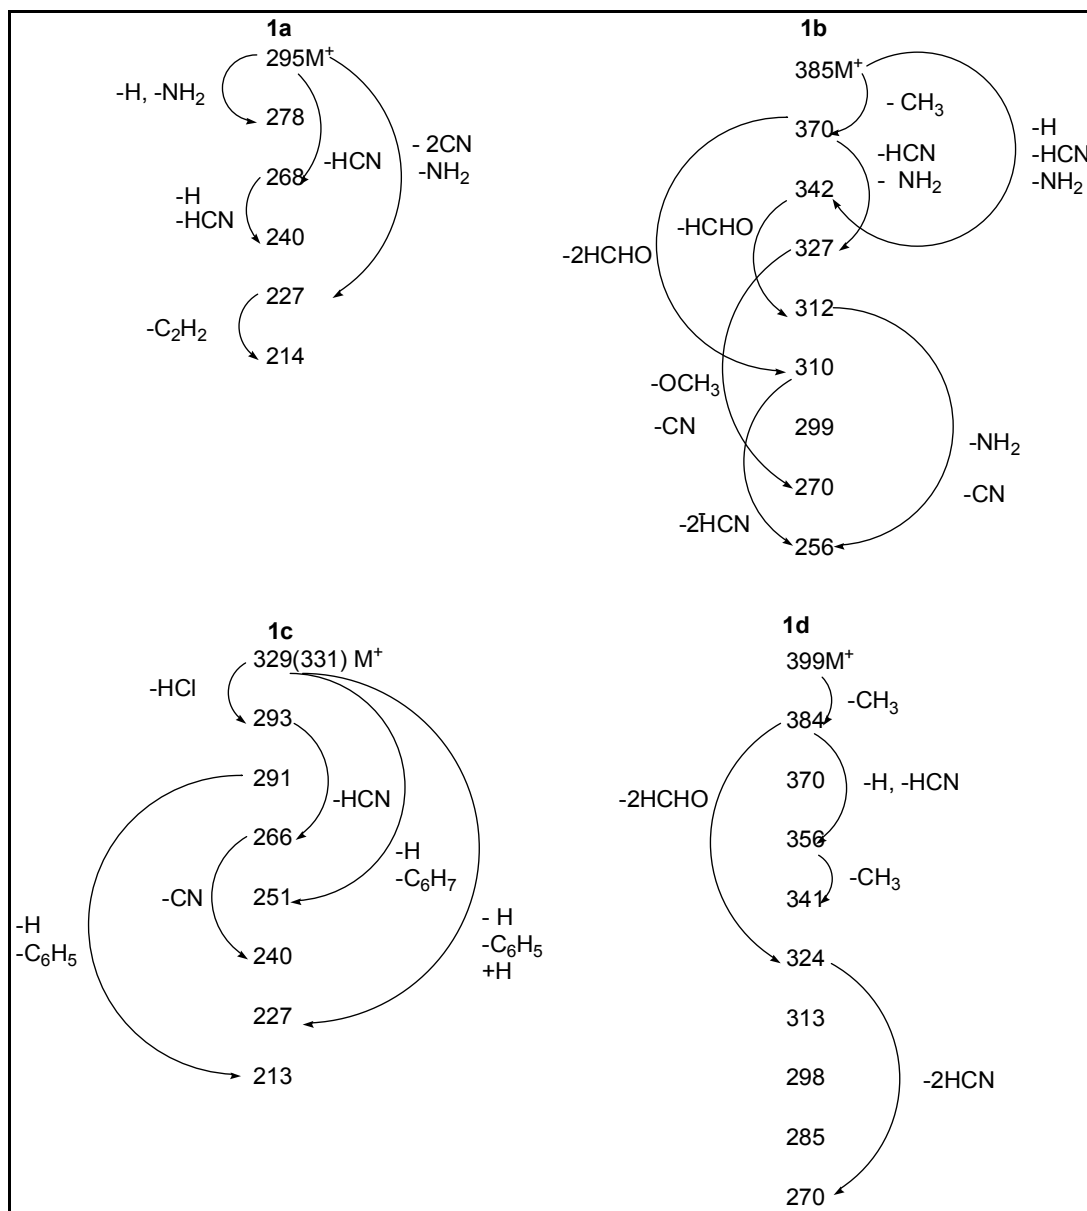 1a
295M+
-H, -NH2
278
-HCN
- 2CN
-NH2
268
-H
-HCN
240
227
-C2H2
214
1b
385M+
- CH3
370
-HCN
- NH2
-H
-HCN
-NH2
342
-HCHO
327
-2HCHO
312
310
-OCH3
-CN
299
-NH2
270
-CN
-2HCN
256
1c
329(331) M+
-HCl
293
291
-HCN
266
-H
-C6H7
-CN
251
-H
-C6H5
- H
-C6H5
+H
240
227
213
1d
399M+
-CH3
384
-2HCHO
370
-H, -HCN
356
-CH3
341
324
313
298
-2HCN
285
270